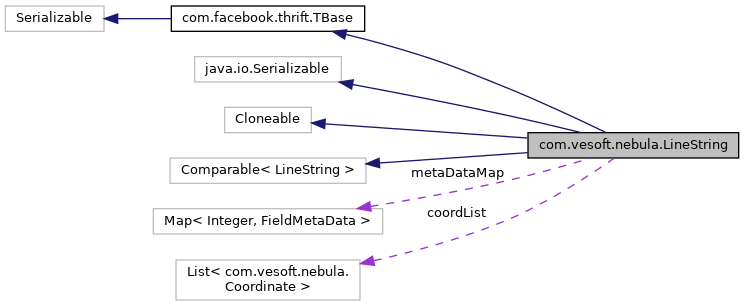 Serializable
com.facebook.thrift.TBase
java.io.Serializable
Cloneable
com.vesoft.nebula.LineString
Comparable< LineString >
metaDataMap
Map< Integer, FieldMetaData >
coordList
List< com.vesoft.nebula.
Coordinate >